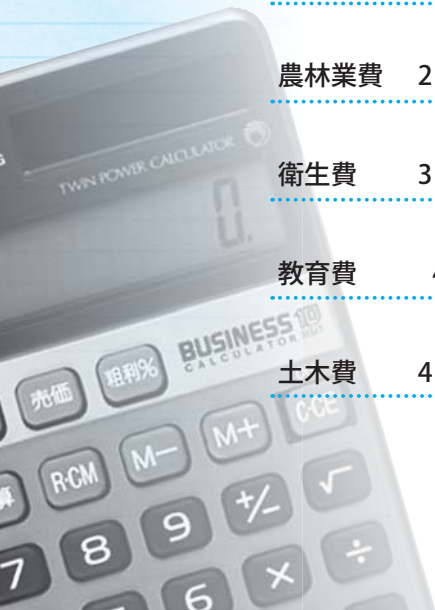 農林業費 2
衛生費 3
教育費
土木費 4
TWIN POWER CALCULATOR
0.
BUSINESS 10
CALCULATOR
売価 粗利%
R·CM M− M+ C·CE
7 8 9 +/− √
6 × ÷